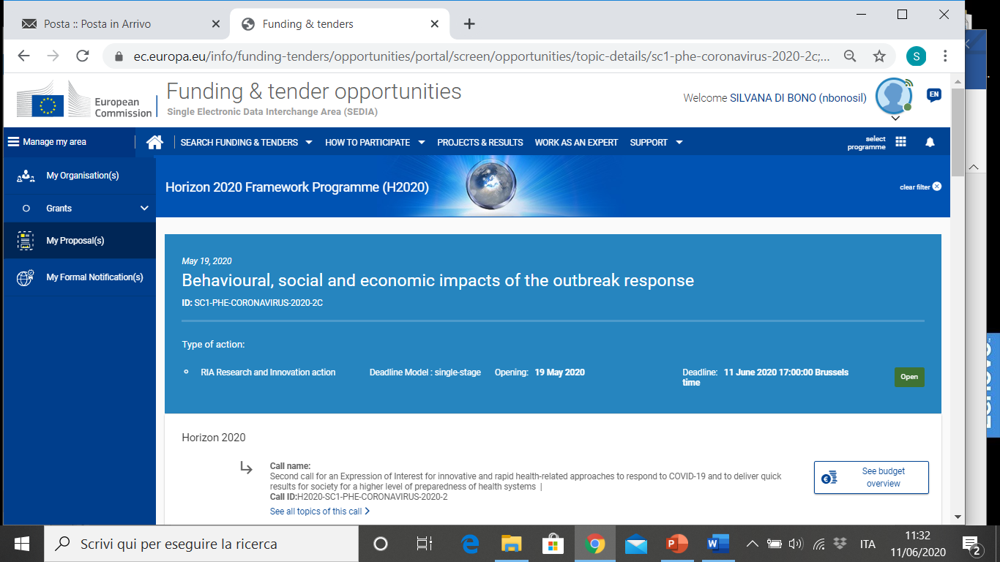 Posta :: Posta in Arrivo
Funding & tenders
ec.europa.eu/info/funding-tenders/opportunities/portal/screen/opportunities/topic-details/sc1-phe-coronavirus-2020-2c;...
S
European
Commission
Funding & tender opportunities
Single Electronic Data Interchange Area (SEDIA)
Welcome SILVANA DI BONO (nbonosil)
EN
Manage my area
SEARCH FUNDING & TENDERS
HOW TO PARTICIPATE
PROJECTS & RESULTS
WORK AS AN EXPERT
SUPPORT
select
programme
My Organisation(s)
Grants
My Proposal(s)
My Formal Notification(s)
Horizon 2020 Framework Programme (H2020)
clear filter
May 19, 2020
Behavioural, social and economic impacts of the outbreak response
ID: SC1-PHE-CORONAVIRUS-2020-2C
Type of action:
RIA Research and Innovation action
Deadline Model : single-stage
Opening: 19 May 2020
Deadline: 11 June 2020 17:00:00 Brussels
time
Open
Horizon 2020
Call name:
Second call for an Expression of Interest for innovative and rapid health-related approaches to respond to COVID-19 and to deliver quick
results for society for a higher level of preparedness of health systems |
Call ID:H2020-SC1-PHE-CORONAVIRUS-2020-2
See all topics of this call
See budget
overview
Scrivi qui per eseguire la ricerca
ITA
11:32
11/06/2020
2